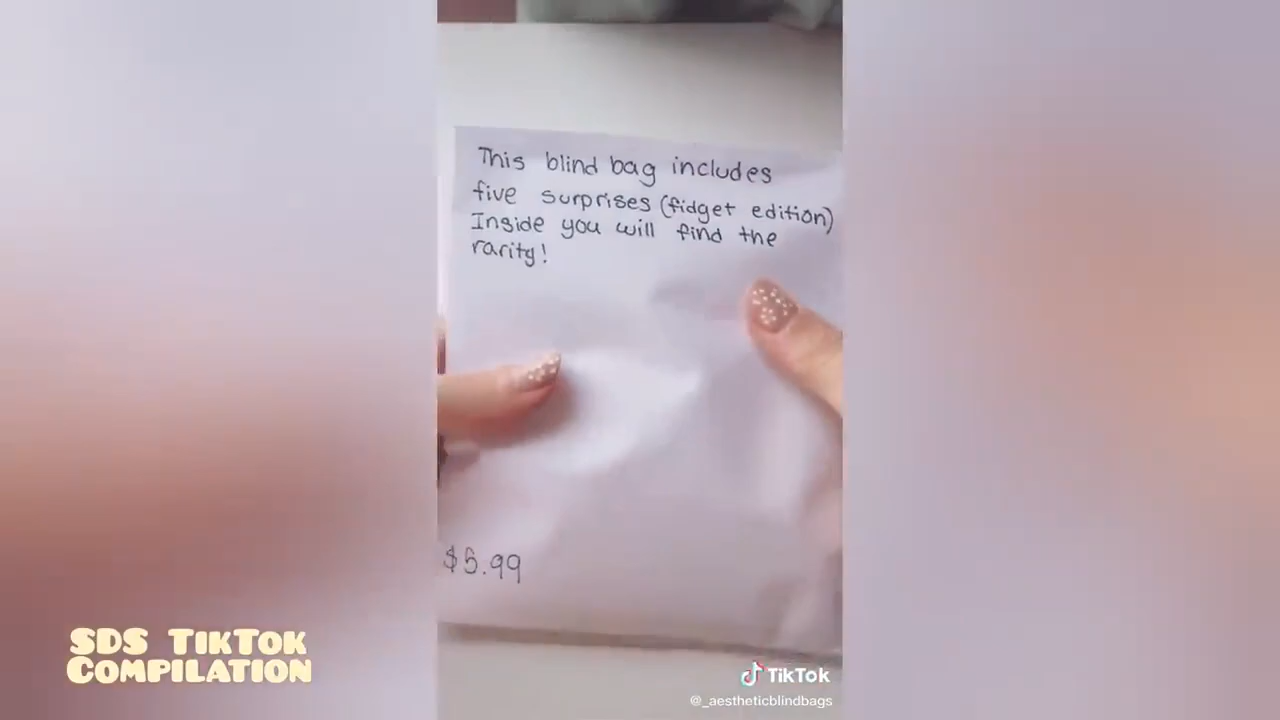 This blind bag includes
five surprises (fidget edition)
Inside you will find the
rarity!
$5.99
SDS TikTok
Compilation
TikTok
@_aestheticblindbags